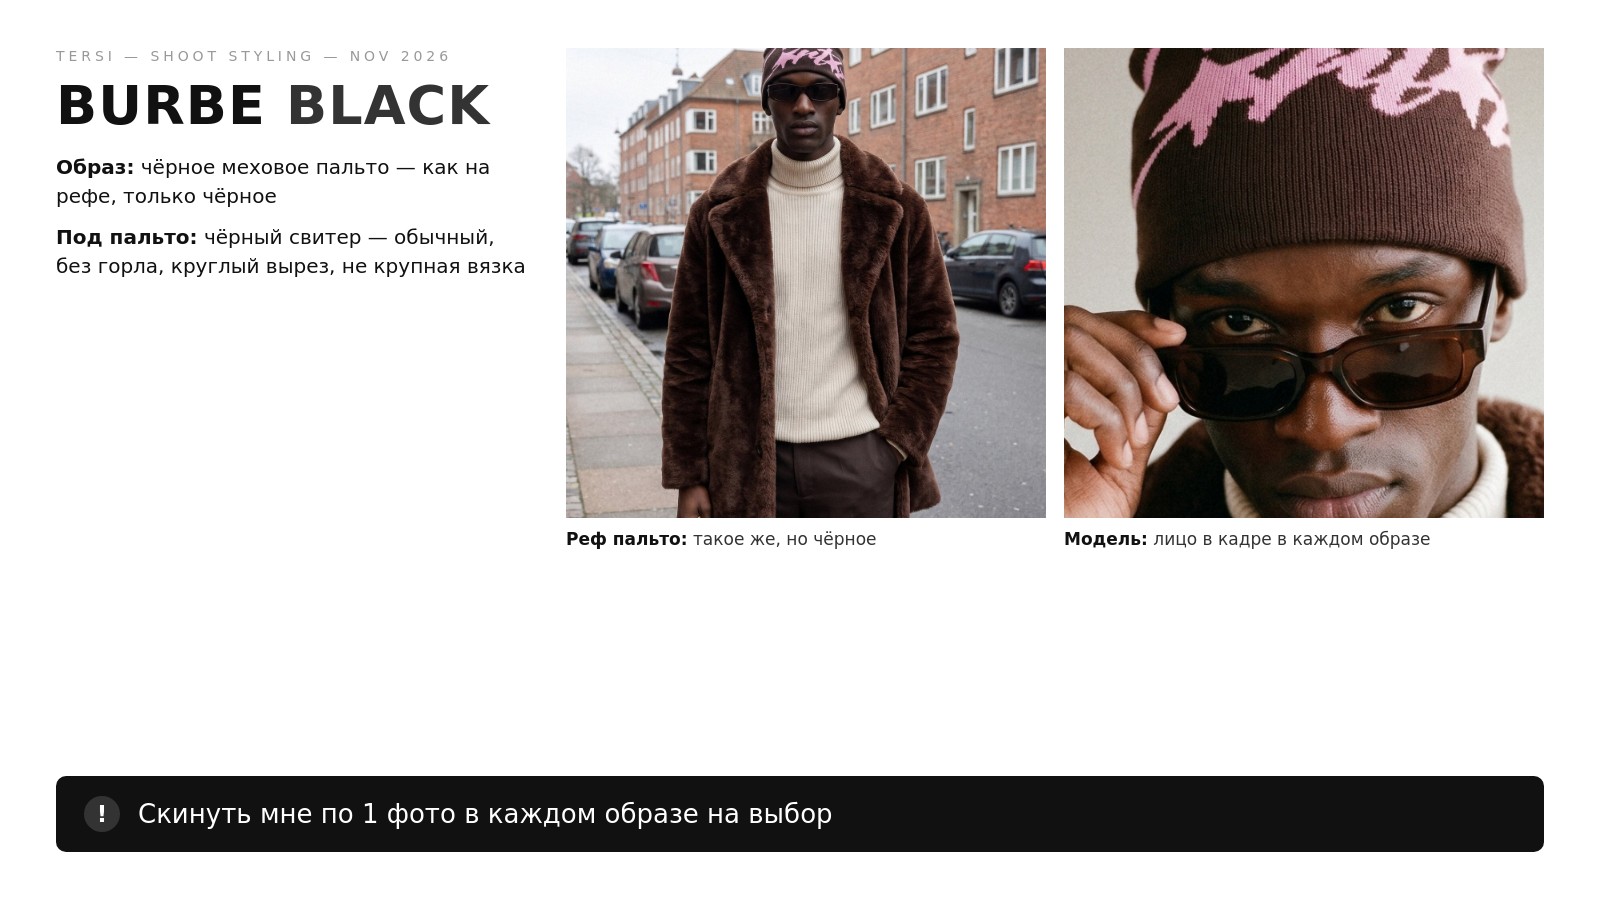 TERSI — SHOOT STYLING — NOV 2026
BURBE BLACK
Образ: чёрное меховое пальто — как на
рефе, только чёрное
Под пальто: чёрный свитер — обычный,
без горла, круглый вырез, не крупная вязка
Реф пальто: такое же, но чёрное
Модель: лицо в кадре в каждом образе
! Скинуть мне по 1 фото в каждом образе на выбор